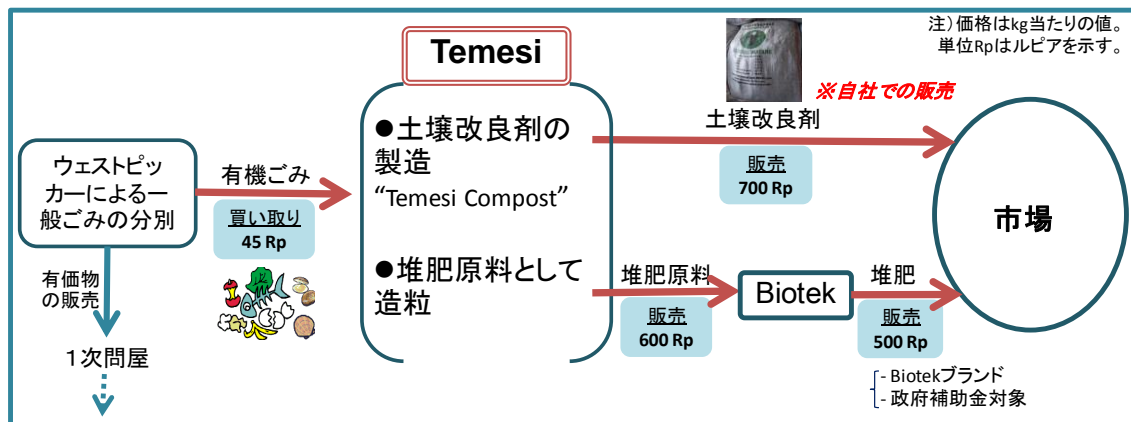 注)価格はkg当たりの値。
単位Rpはルピアを示す。
Temesi
※自社での販売
●土壌改良剤の
製造
“Temesi Compost”
土壌改良剤
販売
700 Rp
ウェストピッ
カーによる一
般ごみの分別
有機ごみ
買い取り
45 Rp
市場
有価物
の販売
●堆肥原料として
造粒
堆肥原料
販売
600 Rp
Biotek
堆肥
販売
500 Rp
1次問屋
- Biotekブランド
- 政府補助金対象